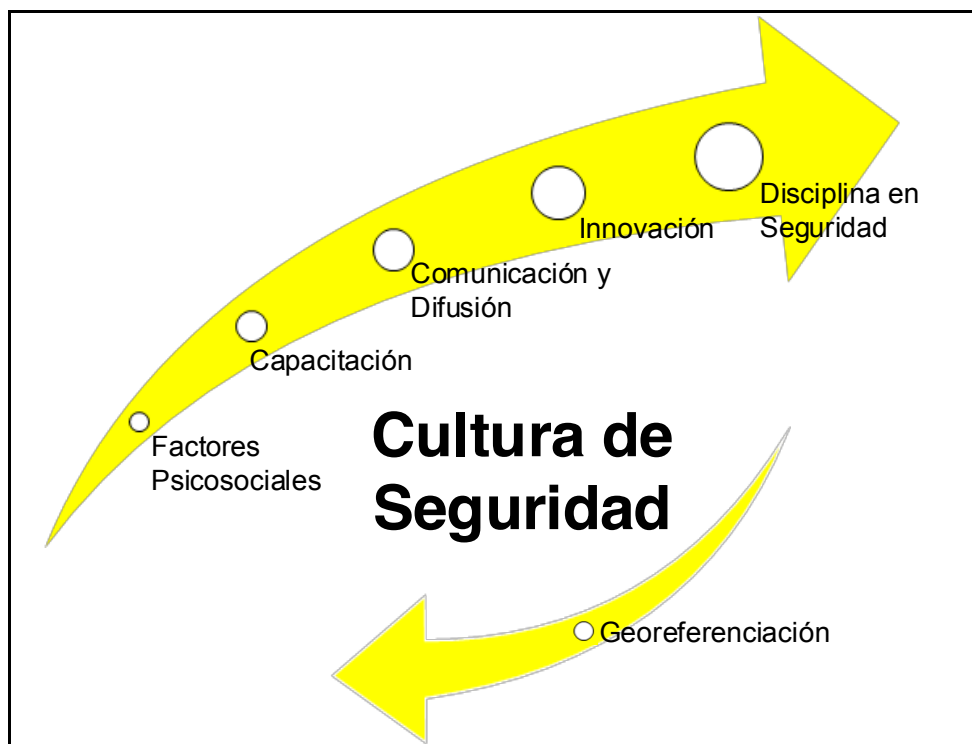 Disciplina en
Seguridad
Innovación
Comunicación y
Difusión
Capacitación
Factores
Psicosociales
Cultura de
Seguridad
Georeferenciación